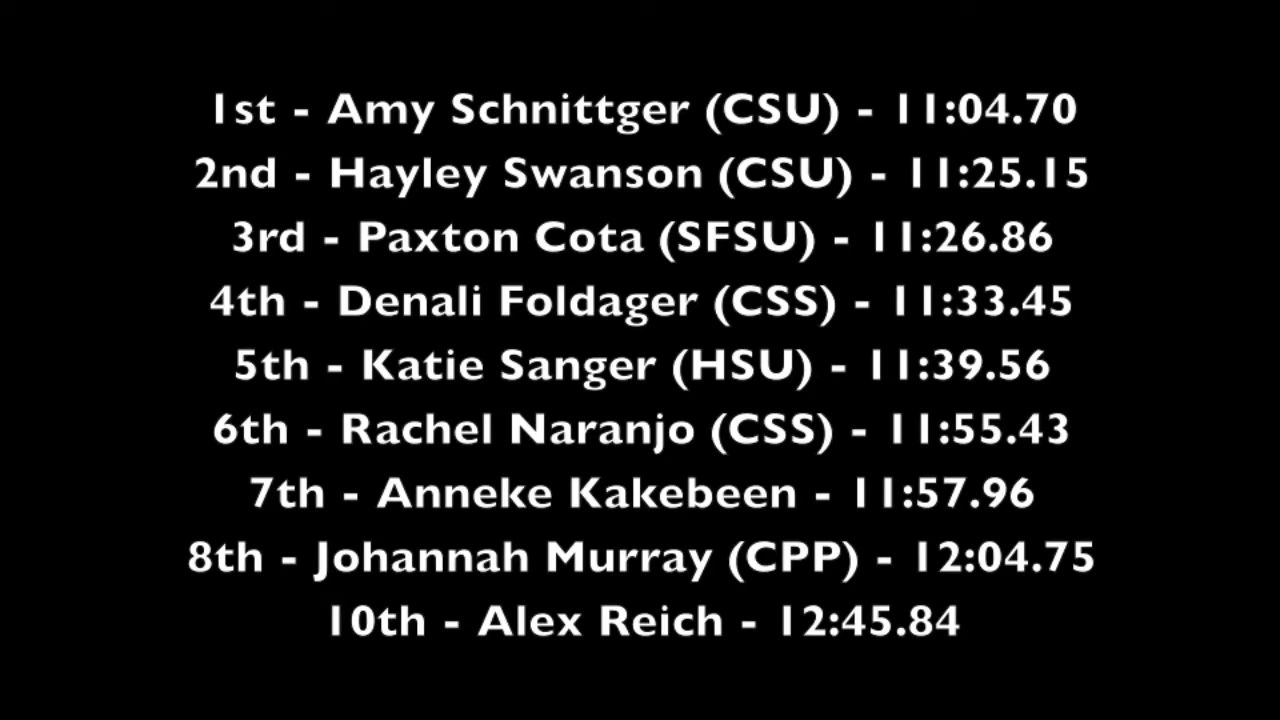 1st - Amy Schnittger (CSU) - 11:04.70
2nd - Hayley Swanson (CSU) - 11:25.15
3rd - Paxton Cota (SFSU) - 11:26.86
4th - Denali Foldager (CSS) - 11:33.45
5th - Katie Sanger (HSU) - 11:39.56
6th - Rachel Naranjo (CSS) - 11:55.43
7th - Anneke Kakebeen - 11:57.96
8th - Johannah Murray (CPP) - 12:04.75
10th - Alex Reich - 12:45.84